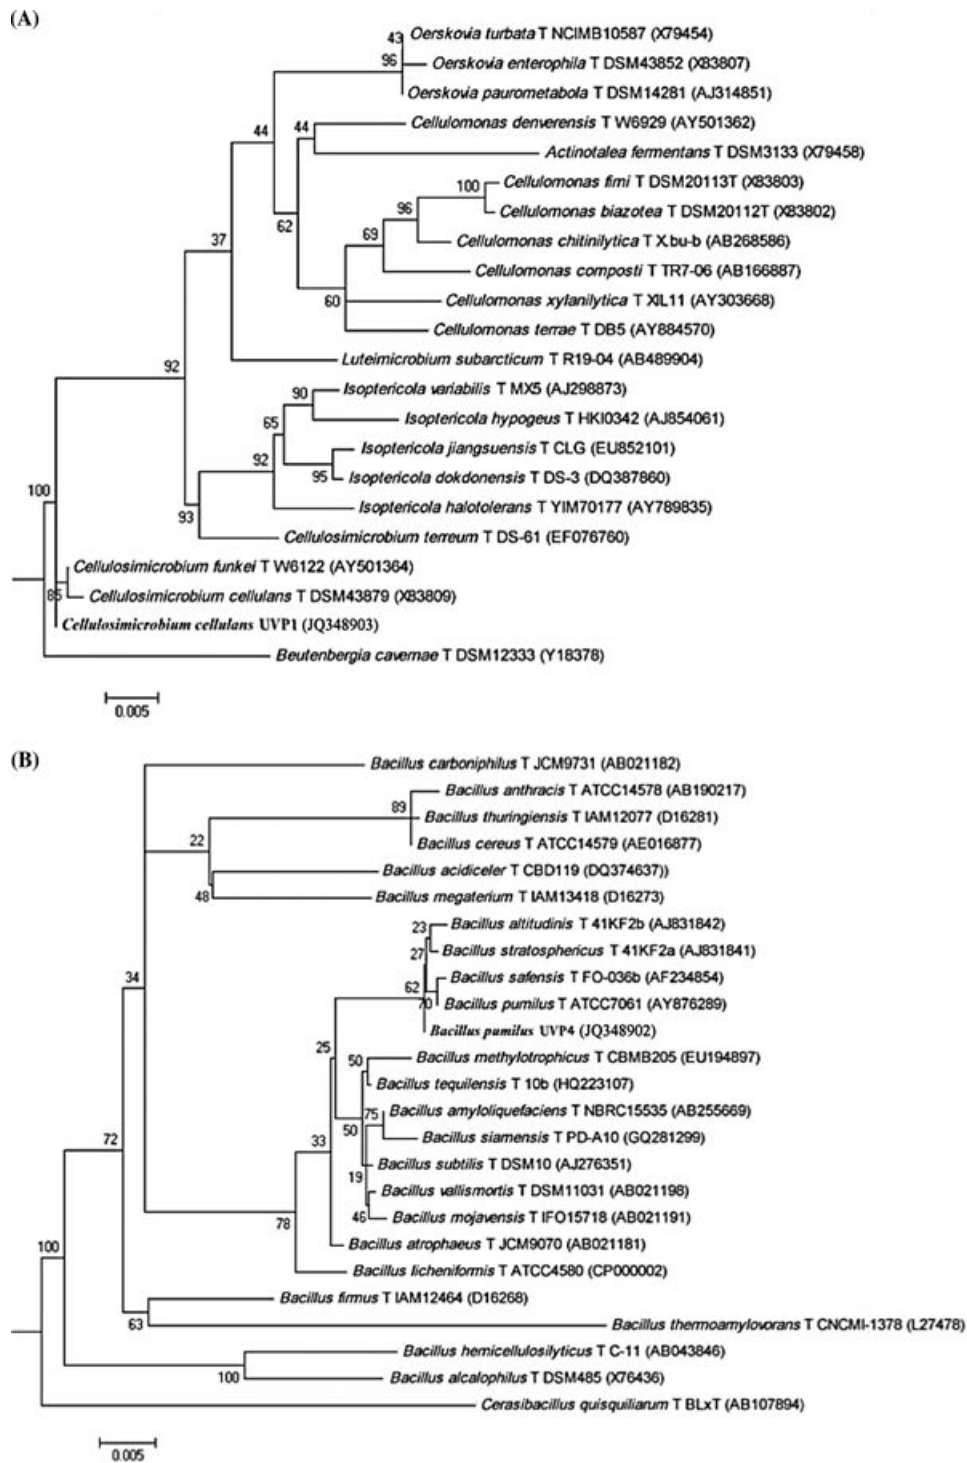 (A)
43
Oerskovia turbata T NCIMB10587 (X79454)
96
Oerskovia enterophila T DSM43852 (X83807)
Oerskovia paurometabola T DSM14281 (AJ314851)
44
44
Cellulomonas denverensis T W6929 (AY501362)
Actinotalea fermentans T DSM3133 (X79458)
100
Cellulomonas fimi T DSM20113T (X83803)
96
Cellulomonas biazotea T DSM20112T (X83802)
62
69
Cellulomonas chitinilytica T X.bu-b (AB268586)
37
Cellulomonas composti T TR7-06 (AB166887)
60
Cellulomonas xylanilytica T XIL11 (AY303668)
Cellulomonas terrae T DB5 (AY884570)
92
Luteimicrobium subarcticum T R19-04 (AB489904)
90
Isoptericola variabilis T MX5 (AJ298873)
65
Isoptericola hypogeus T HKI0342 (AJ854061)
Isoptericola jiangsuensis T CLG (EU852101)
92
95
Isoptericola dokdonensis T DS-3 (DQ387860)
100
Isoptericola halotolerans T YIM70177 (AY789835)
93
Cellulosimicrobium terreum T DS-61 (EF076760)
Cellulosimicrobium funkei T W6122 (AY501364)
85
Cellulosimicrobium cellulans T DSM43879 (X83809)
Cellulosimicrobium cellulans UVP1 (JQ348903)
Beutenbergia cavernae T DSM12333 (Y18378)
0.005
(B)
Bacillus carboniphilus T JCM9731 (AB021182)
Bacillus anthracis T ATCC14578 (AB190217)
89
Bacillus thuringiensis T IAM12077 (D16281)
22
Bacillus cereus T ATCC14579 (AE016877)
Bacillus acidiceler T CBD119 (DQ374637))
48
Bacillus megaterium T IAM13418 (D16273)
23
Bacillus altitudinis T 41KF2b (AJ831842)
27
Bacillus stratosphericus T 41KF2a (AJ831841)
34
Bacillus safensis T FO-036b (AF234854)
62
70
Bacillus pumilus T ATCC7061 (AY876289)
Bacillus pumilus UVP4 (JQ348902)
25
50
Bacillus methylotrophicus T CBMB205 (EU194897)
Bacillus tequilensis T 10b (HQ223107)
75
Bacillus amyloliquefaciens T NBRC15535 (AB255669)
72
33
50
Bacillus siamensis T PD-A10 (GQ281299)
Bacillus subtilis T DSM10 (AJ276351)
19
Bacillus vallismortis T DSM11031 (AB021198)
78
46
Bacillus mojavensis T IFO15718 (AB021191)
100
Bacillus atrophaeus T JCM9070 (AB021181)
Bacillus licheniformis T ATCC4580 (CP000002)
Bacillus firmus T IAM12464 (D16268)
63
Bacillus thermoamylovorans T CNCMI-1378 (L27478)
Bacillus hemicellulosilyticus T C-11 (AB043846)
100
Bacillus alcalophilus T DSM485 (X76436)
Cerasibacillus quisquiliarum T BLxT (AB107894)
0.005